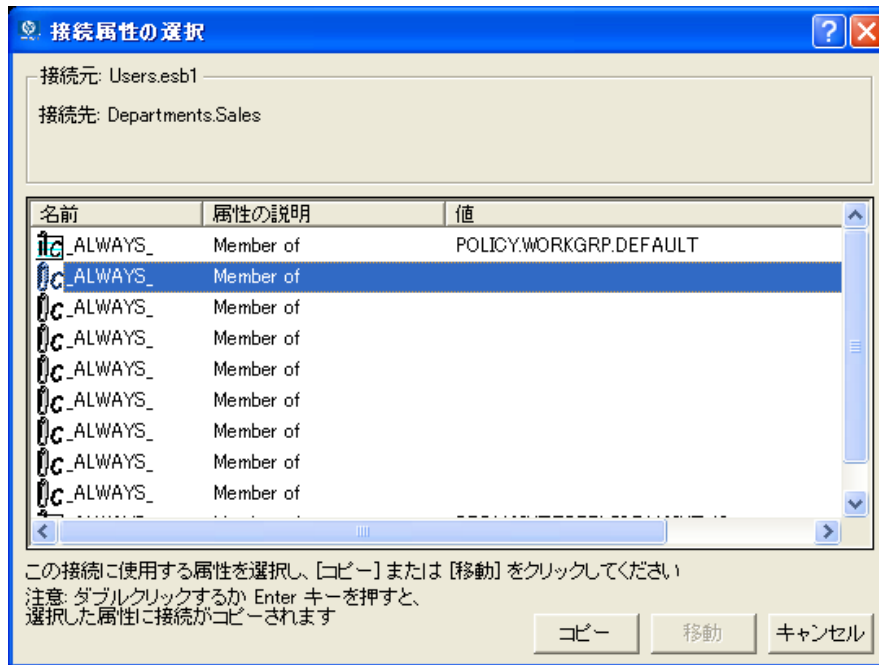 接続属性の選択
接続元: Users.esb1
接続先: Departments.Sales
名前 属性の説明 値
_ALWAYS_ Member of POLICY.WORKGRP.DEFAULT
_ALWAYS_ Member of
_ALWAYS_ Member of
_ALWAYS_ Member of
_ALWAYS_ Member of
_ALWAYS_ Member of
_ALWAYS_ Member of
_ALWAYS_ Member of
_ALWAYS_ Member of
この接続に使用する属性を選択し、[コピー] または [移動] をクリックしてください
注意: ダブルクリックするか Enter キーを押すと、
選択した属性に接続がコピーされます
コピー 移動 キャンセル